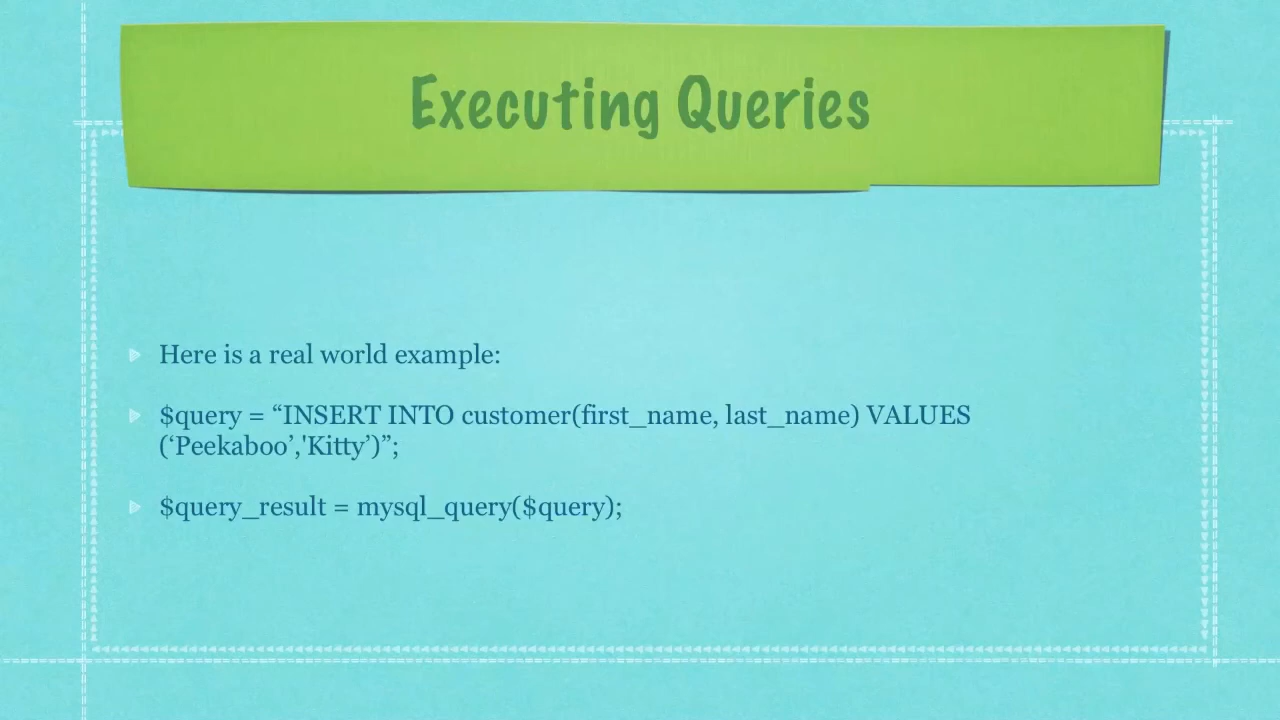 Executing Queries
Here is a real world example:
$query = “INSERT INTO customer(first_name, last_name) VALUES
(‘Peekaboo’,'Kitty’)”;
$query_result = mysql_query($query);